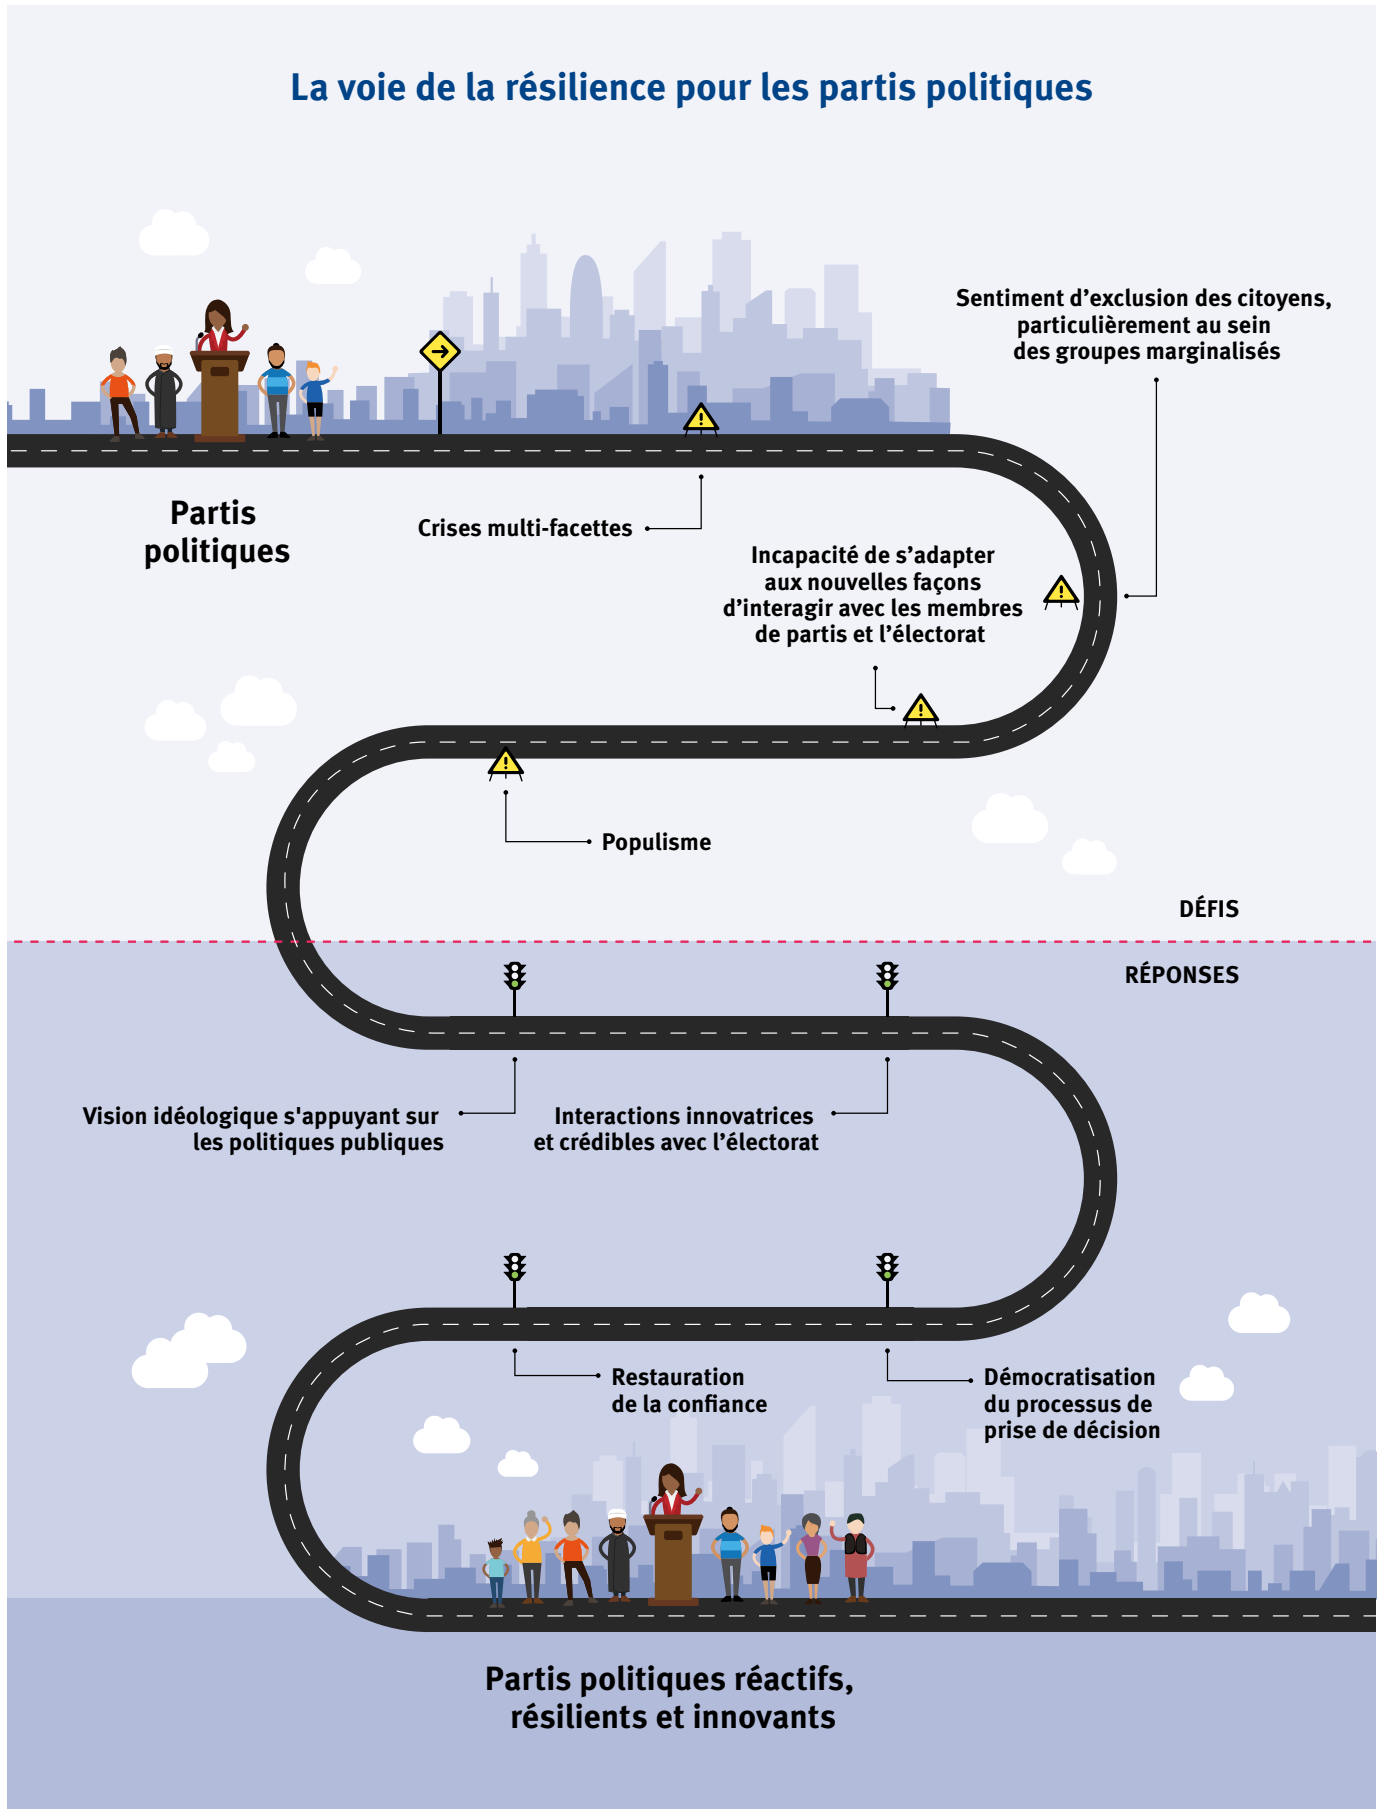 La voie de la résilience pour les partis politiques
Sentiment d’exclusion des citoyens,
particulièrement au sein
des groupes marginalisés
Partis
politiques
Crises multi-facettes
Incapacité de s’adapter
aux nouvelles façons
d’interagir avec les membres
de partis et l’électorat
Populisme
DÉFIS
RÉPONSES
Vision idéologique s'appuyant sur
les politiques publiques
Interactions innovatrices
et crédibles avec l’électorat
Restauration
de la confiance
Démocratisation
du processus de
prise de décision
Partis politiques réactifs,
résilients et innovants